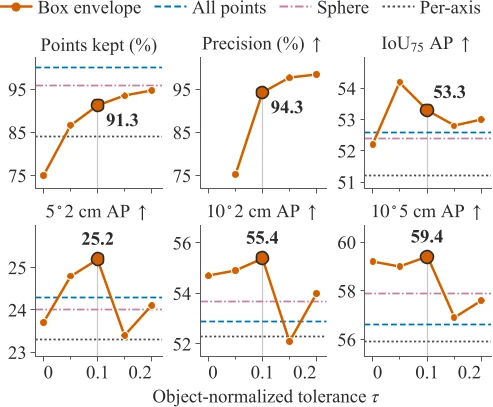 Box envelope All points Sphere Per-axis
Points kept (%) Precision (%) ↑ IoU₇₅ AP ↑
95 85 75 91.3
95 85 75 94.3
54 53 52 51 53.3
5°2 cm AP ↑ 10°2 cm AP ↑ 10°5 cm AP ↑
25 24 23 25.2
56 54 52 55.4
60 58 56 59.4
0 0.1 0.2 0 0.1 0.2 0 0.1 0.2
Object-normalized tolerance τ